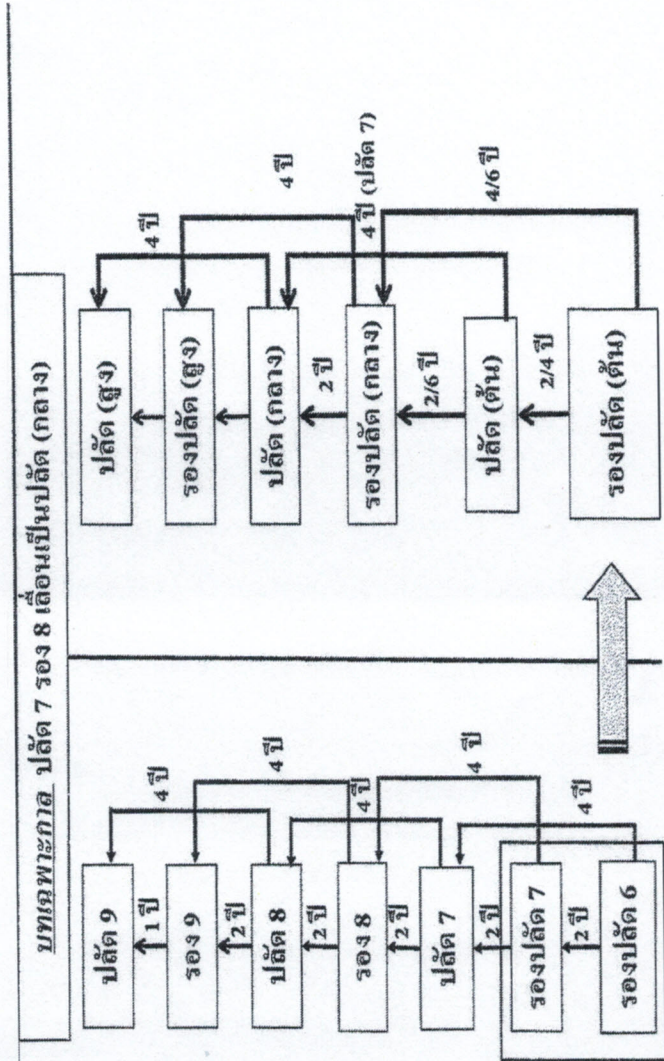 บทเฉพาะกาล ปลัด 7 รอง 8 เลื่อนเป็นปลัด (กลาง)
ปลัด 9
1 ปี
4 ปี
รอง 9
2 ปี
4 ปี
ปลัด 8
2 ปี
4 ปี
รอง 8
2 ปี
4 ปี
ปลัด 7
2 ปี
4 ปี
รองปลัด 7
2 ปี
รองปลัด 6
ปลัด (สูง)
4 ปี
รองปลัด (สูง)
4 ปี
ปลัด (กลาง)
2 ปี
4 ปี (ปลัด 7)
รองปลัด (กลาง)
2/6 ปี
4/6 ปี
ปลัด (ต้น)
2/4 ปี
รองปลัด (ต้น)